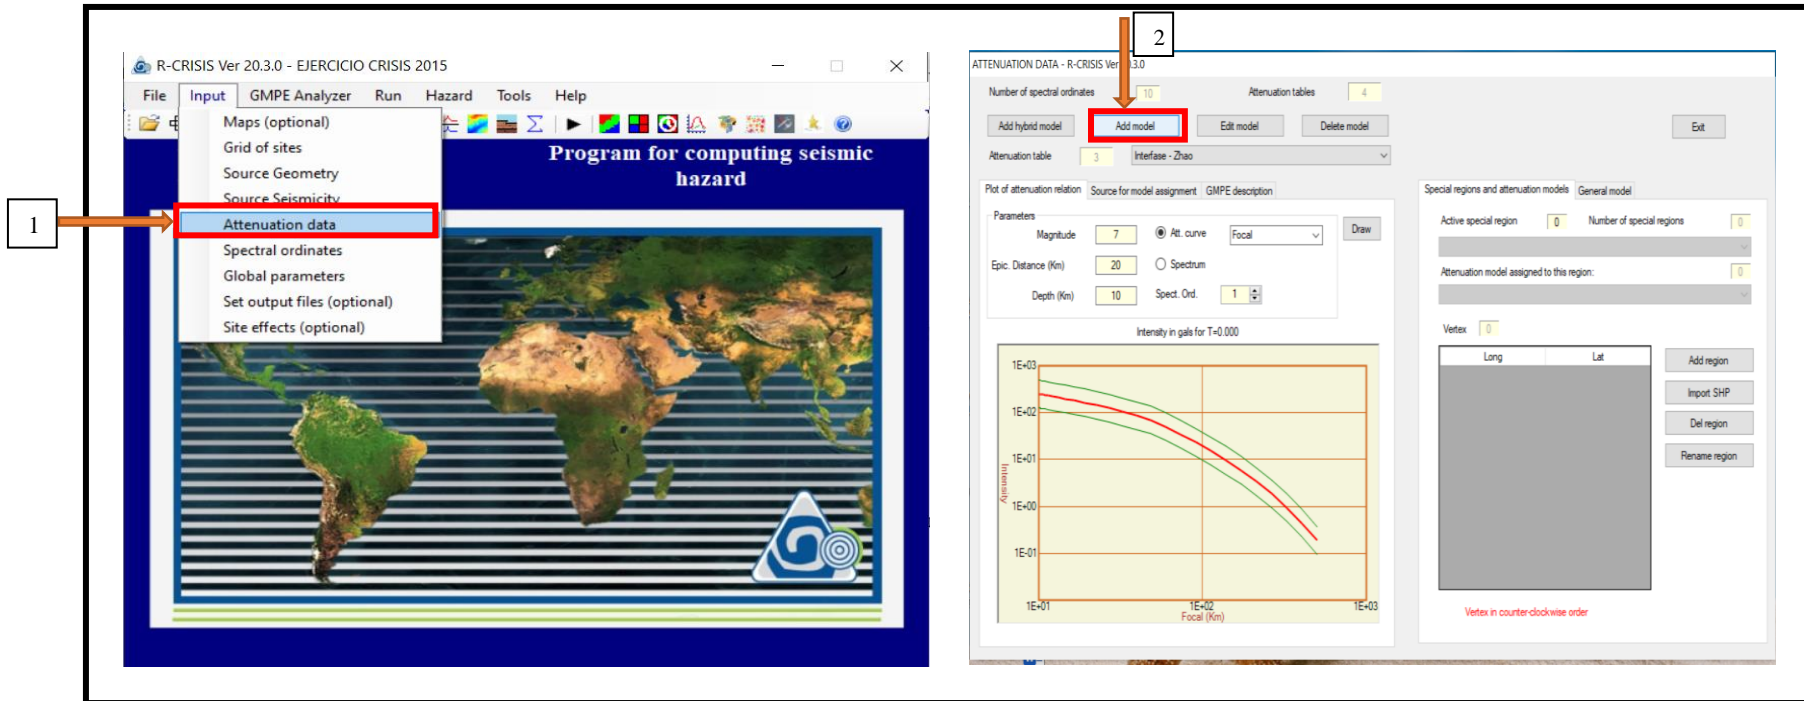 1
R-CRISIS Ver 20.3.0 - EJERCICIO CRISIS 2015
File Input GMPE Analyzer Run Hazard Tools Help
Maps (optional)
Grid of sites
Source Geometry
Source Seismicity
Attenuation data
Spectral ordinates
Global parameters
Set output files (optional)
Site effects (optional)
Program for computing seismic
hazard
2
ATTENUATION DATA - R-CRISIS Ver 20.3.0
Number of spectral ordinates 10 Attenuation tables 4
Add hybrid model Add model Edit model Delete model Exit
Attenuation table 3 Interfase - Zhao
Plot of attenuation relation Source for model assignment GMPE description
Parameters
Magnitude 7 Att. curve Focal Draw
Epic. Distance (Km) 20 Spectrum
Depth (Km) 10 Spect. Ord. 1
Intensity in gals for T=0.000
1E+03
1E+02
1E+01
1E+00
1E-01
Intensity
1E+01 1E+02 1E+03
Focal (Km)
Special regions and attenuation models General model
Active special region 0 Number of special regions 0
Attenuation model assigned to this region: 0
Vertex 0
Long Lat
Add region
Import SHP
Del region
Rename region
Vertex in counter-clockwise order